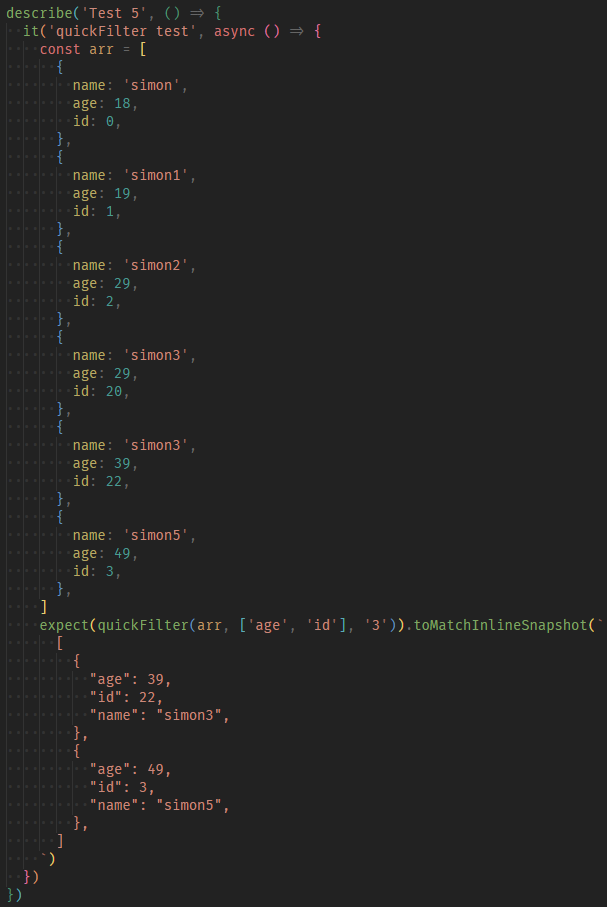 describe('Test 5', () => {
  it('quickFilter test', async () => {
    const arr = [
      {
        name: 'simon',
        age: 18,
        id: 0,
      },
      {
        name: 'simon1',
        age: 19,
        id: 1,
      },
      {
        name: 'simon2',
        age: 29,
        id: 2,
      },
      {
        name: 'simon3',
        age: 29,
        id: 20,
      },
      {
        name: 'simon3',
        age: 39,
        id: 22,
      },
      {
        name: 'simon5',
        age: 49,
        id: 3,
      },
    ]
    expect(quickFilter(arr, ['age', 'id'], '3')).toMatchInlineSnapshot(`
      [
        {
          "age": 39,
          "id": 22,
          "name": "simon3",
        },
        {
          "age": 49,
          "id": 3,
          "name": "simon5",
        },
      ]
    `)
  })
})